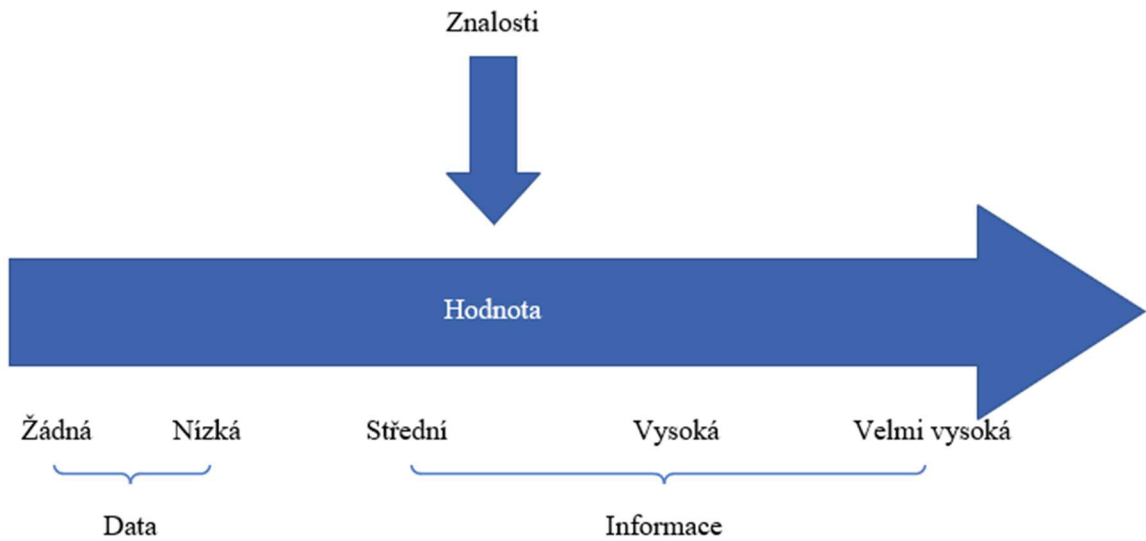 Znalosti
Hodnota
Žádná Nízká Střední Vysoká Velmi vysoká
Data Informace